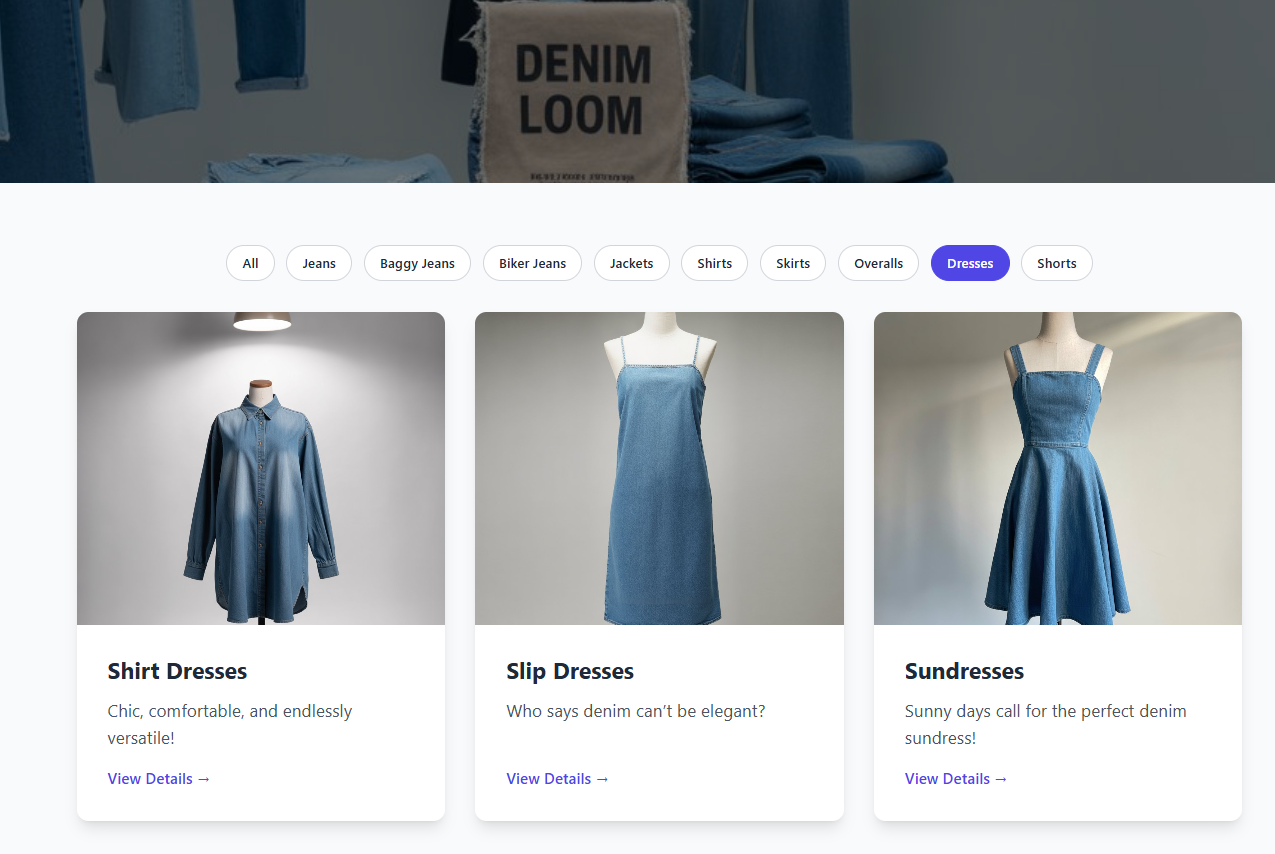 DENIM
LOOM
All
Jeans
Baggy Jeans
Biker Jeans
Jackets
Shirts
Skirts
Overalls
Dresses
Shorts
Shirt Dresses
Chic, comfortable, and endlessly
versatile!
View Details →
Slip Dresses
Who says denim can’t be elegant?
View Details →
Sundresses
Sunny days call for the perfect denim
sundress!
View Details →